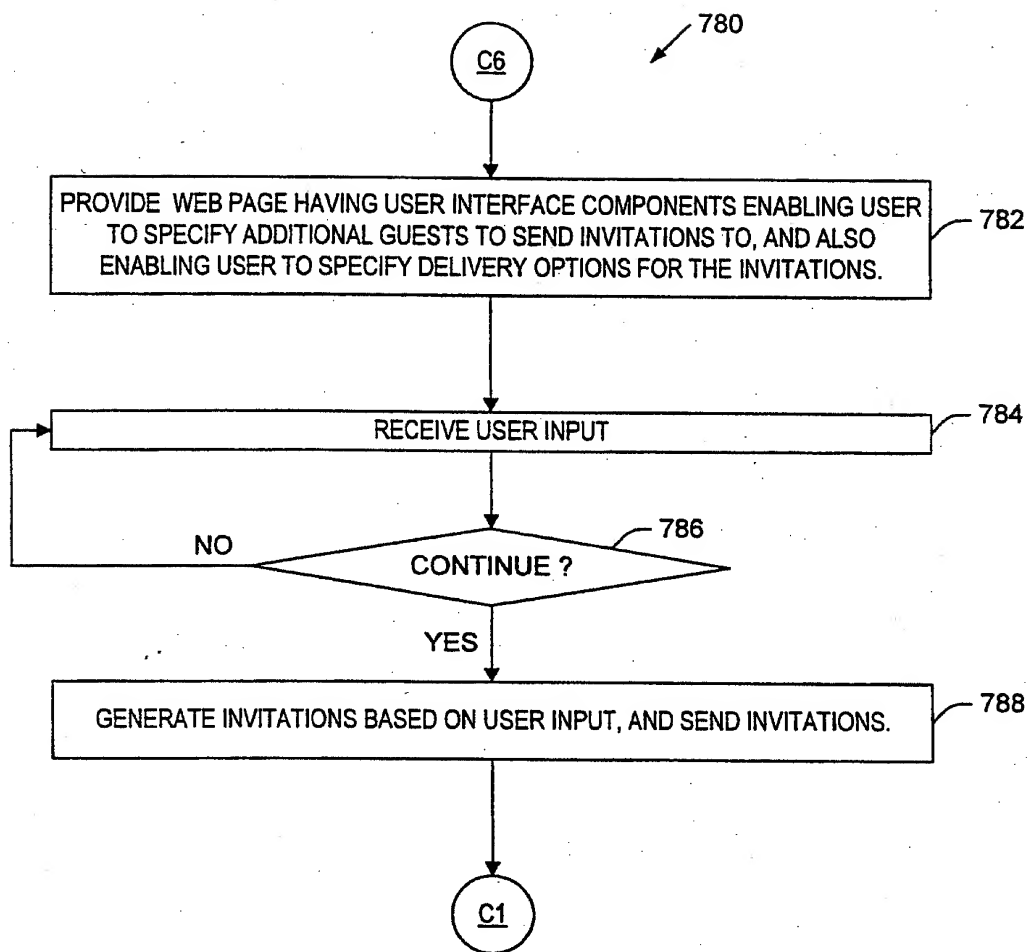 780
C6
PROVIDE WEB PAGE HAVING USER INTERFACE COMPONENTS ENABLING USER
TO SPECIFY ADDITIONAL GUESTS TO SEND INVITATIONS TO, AND ALSO
ENABLING USER TO SPECIFY DELIVERY OPTIONS FOR THE INVITATIONS.
782
RECEIVE USER INPUT
784
786
NO
CONTINUE ?
YES
GENERATE INVITATIONS BASED ON USER INPUT, AND SEND INVITATIONS.
788
C1